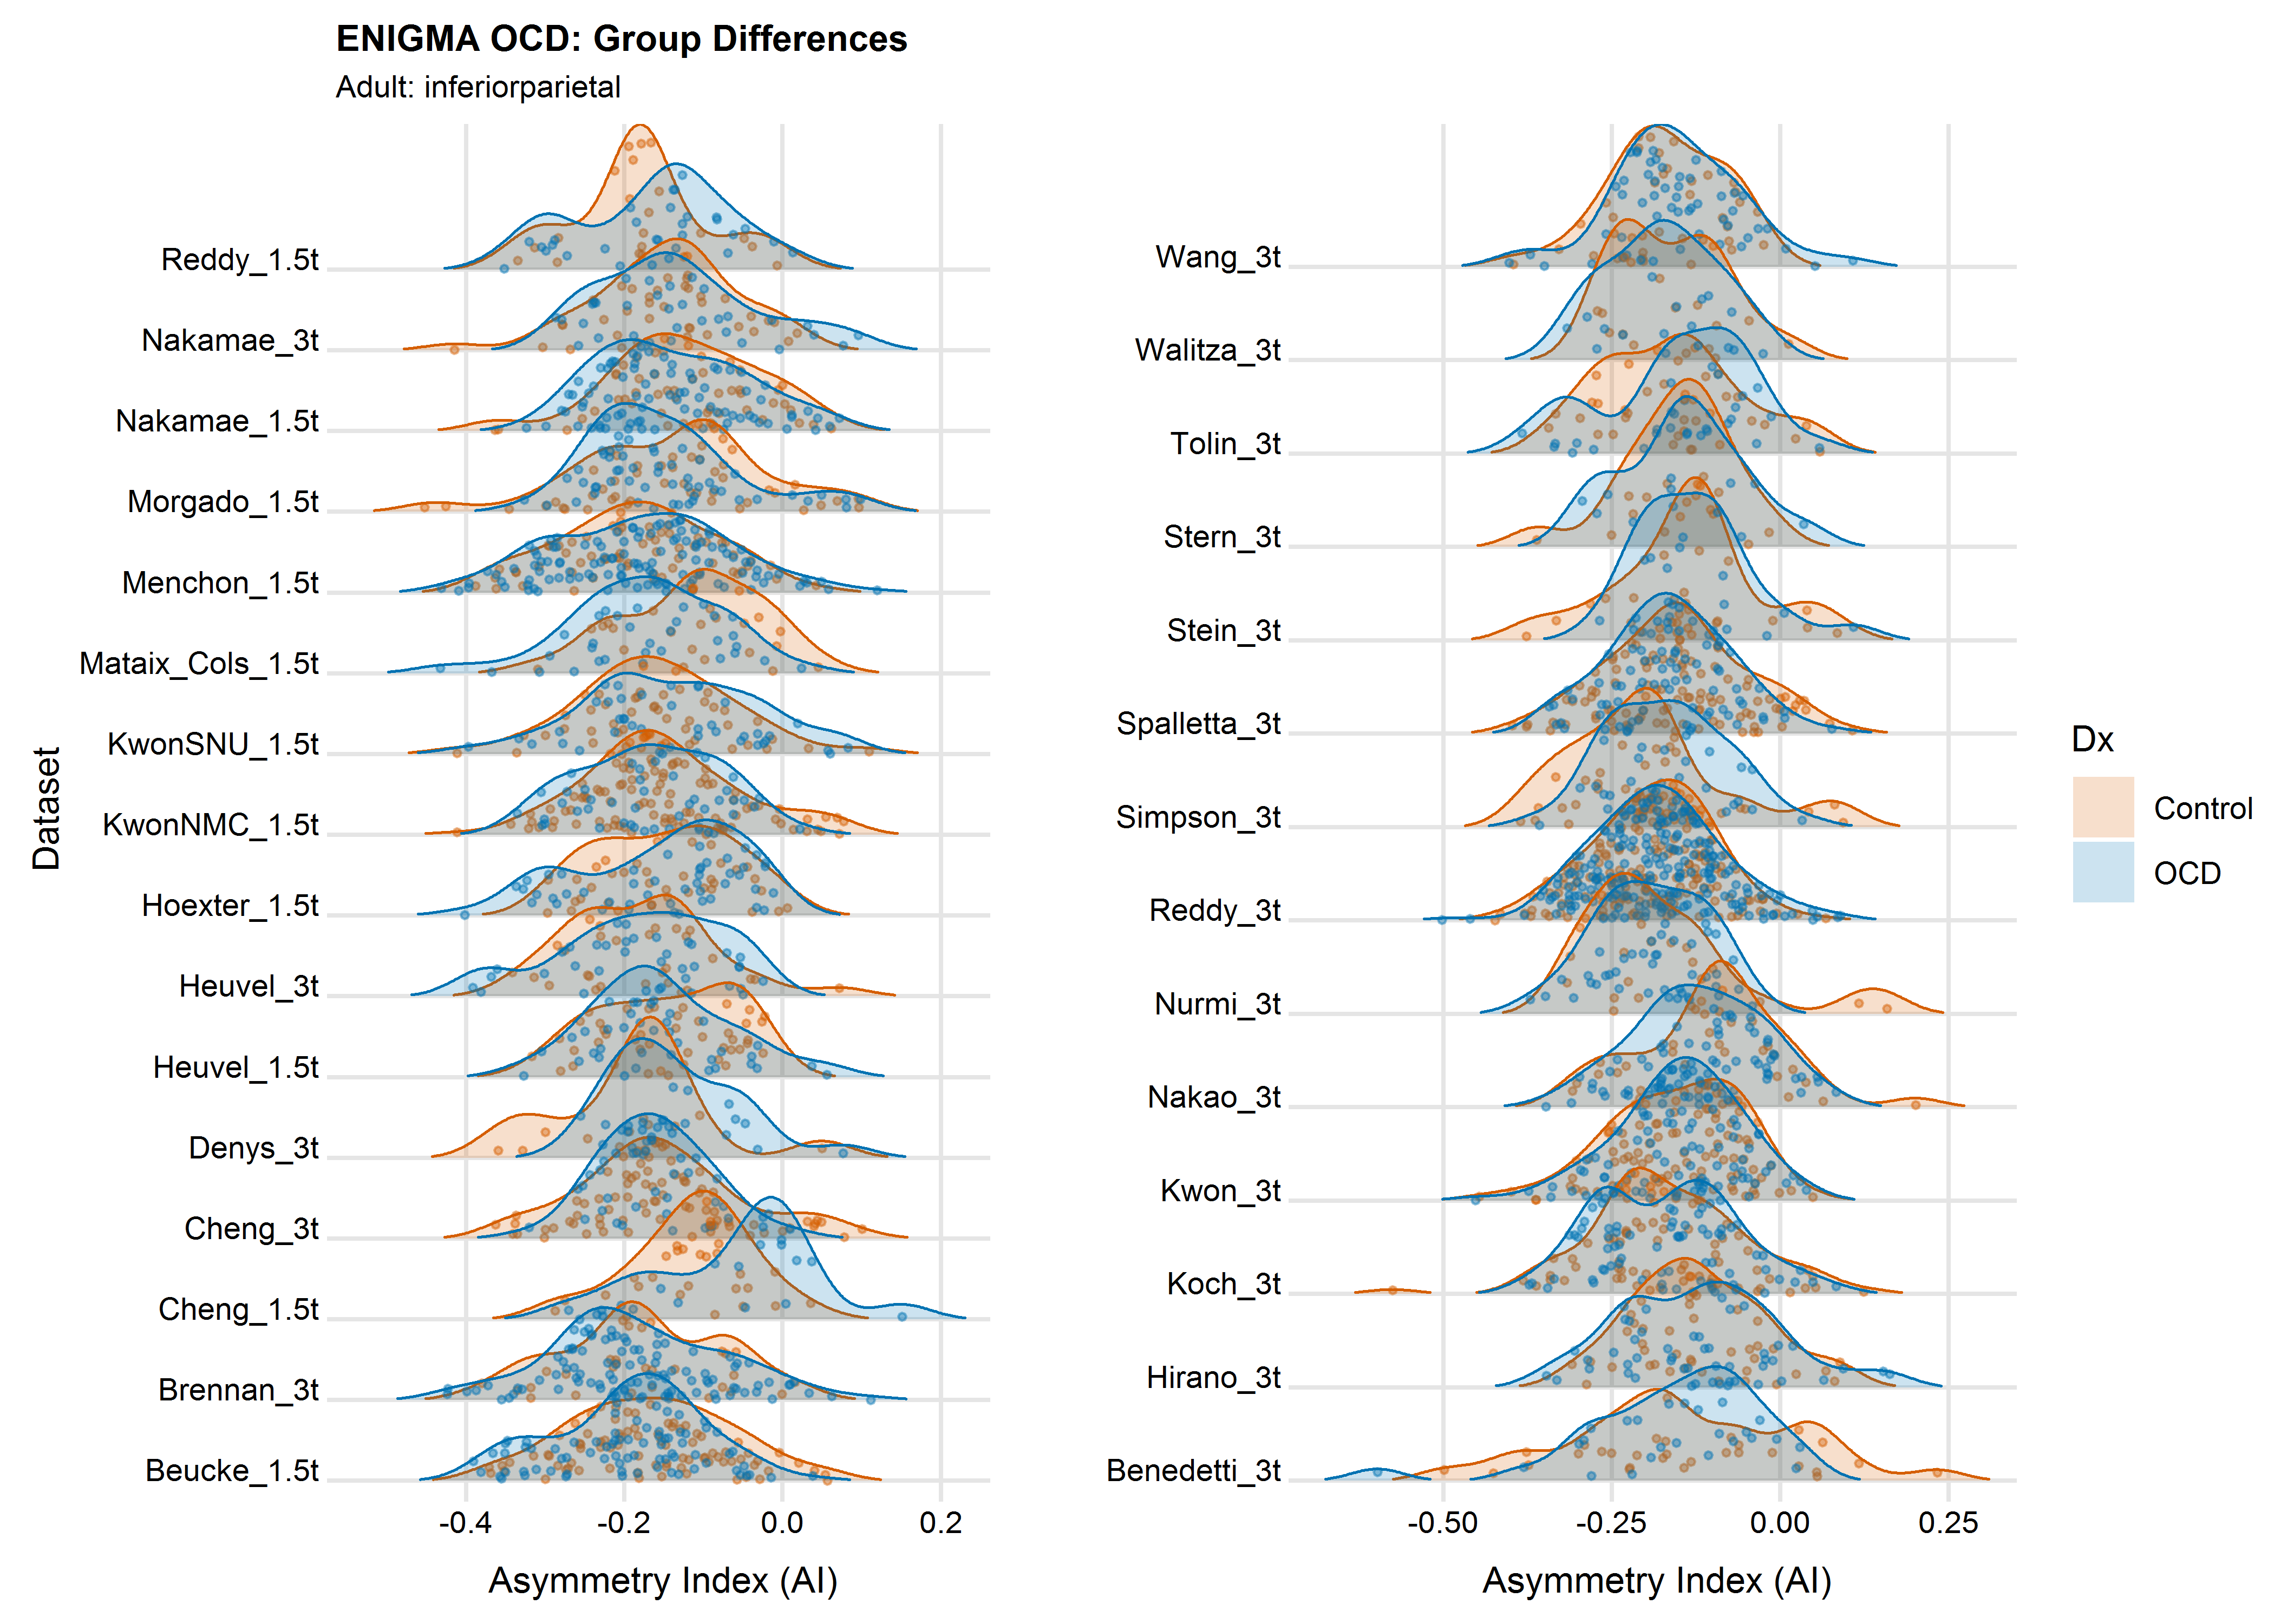 ENIGMA OCD: Group Differences
Adult: inferiorparietal
Dataset
Reddy_1.5t
Nakamae_3t
Nakamae_1.5t
Morgado_1.5t
Menchon_1.5t
Mataix_Cols_1.5t
KwonSNU_1.5t
KwonNMC_1.5t
Hoexter_1.5t
Heuvel_3t
Heuvel_1.5t
Denys_3t
Cheng_3t
Cheng_1.5t
Brennan_3t
Beucke_1.5t
-0.4 -0.2 0.0 0.2
Asymmetry Index (AI)
Wang_3t
Walitza_3t
Tolin_3t
Stern_3t
Stein_3t
Spalletta_3t
Simpson_3t
Reddy_3t
Nurmi_3t
Nakao_3t
Kwon_3t
Koch_3t
Hirano_3t
Benedetti_3t
-0.50 -0.25 0.00 0.25
Asymmetry Index (AI)
Dx
Control
OCD